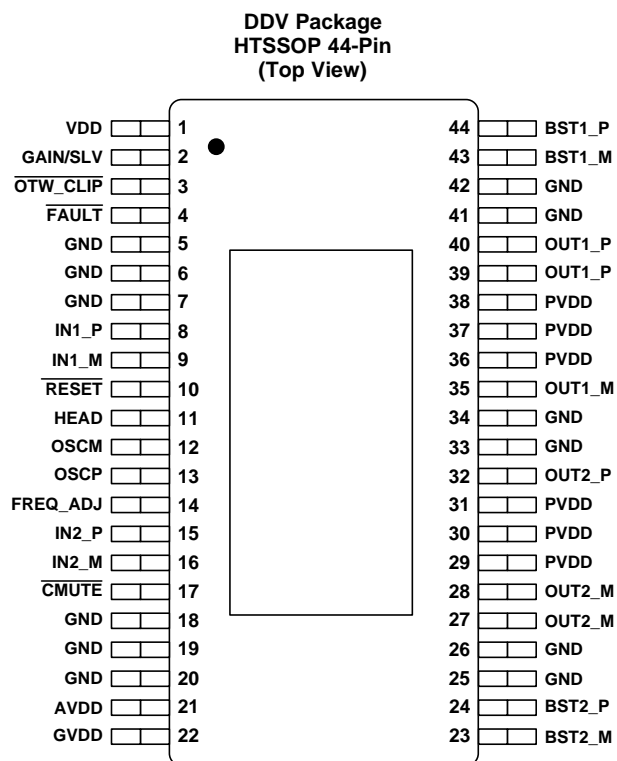 DDV Package
HTSSOP 44-Pin
(Top View)
VDD 1 44 BST1_P
GAIN/SLV 2 43 BST1_M
OTW_CLIP 3 42 GND
FAULT 4 41 GND
GND 5 40 OUT1_P
GND 6 39 OUT1_P
GND 7 38 PVDD
IN1_P 8 37 PVDD
IN1_M 9 36 PVDD
RESET 10 35 OUT1_M
HEAD 11 34 GND
OSCM 12 33 GND
OSCP 13 32 OUT2_P
FREQ_ADJ 14 31 PVDD
IN2_P 15 30 PVDD
IN2_M 16 29 PVDD
CMUTE 17 28 OUT2_M
GND 18 27 OUT2_M
GND 19 26 GND
GND 20 25 GND
AVDD 21 24 BST2_P
GVDD 22 23 BST2_M